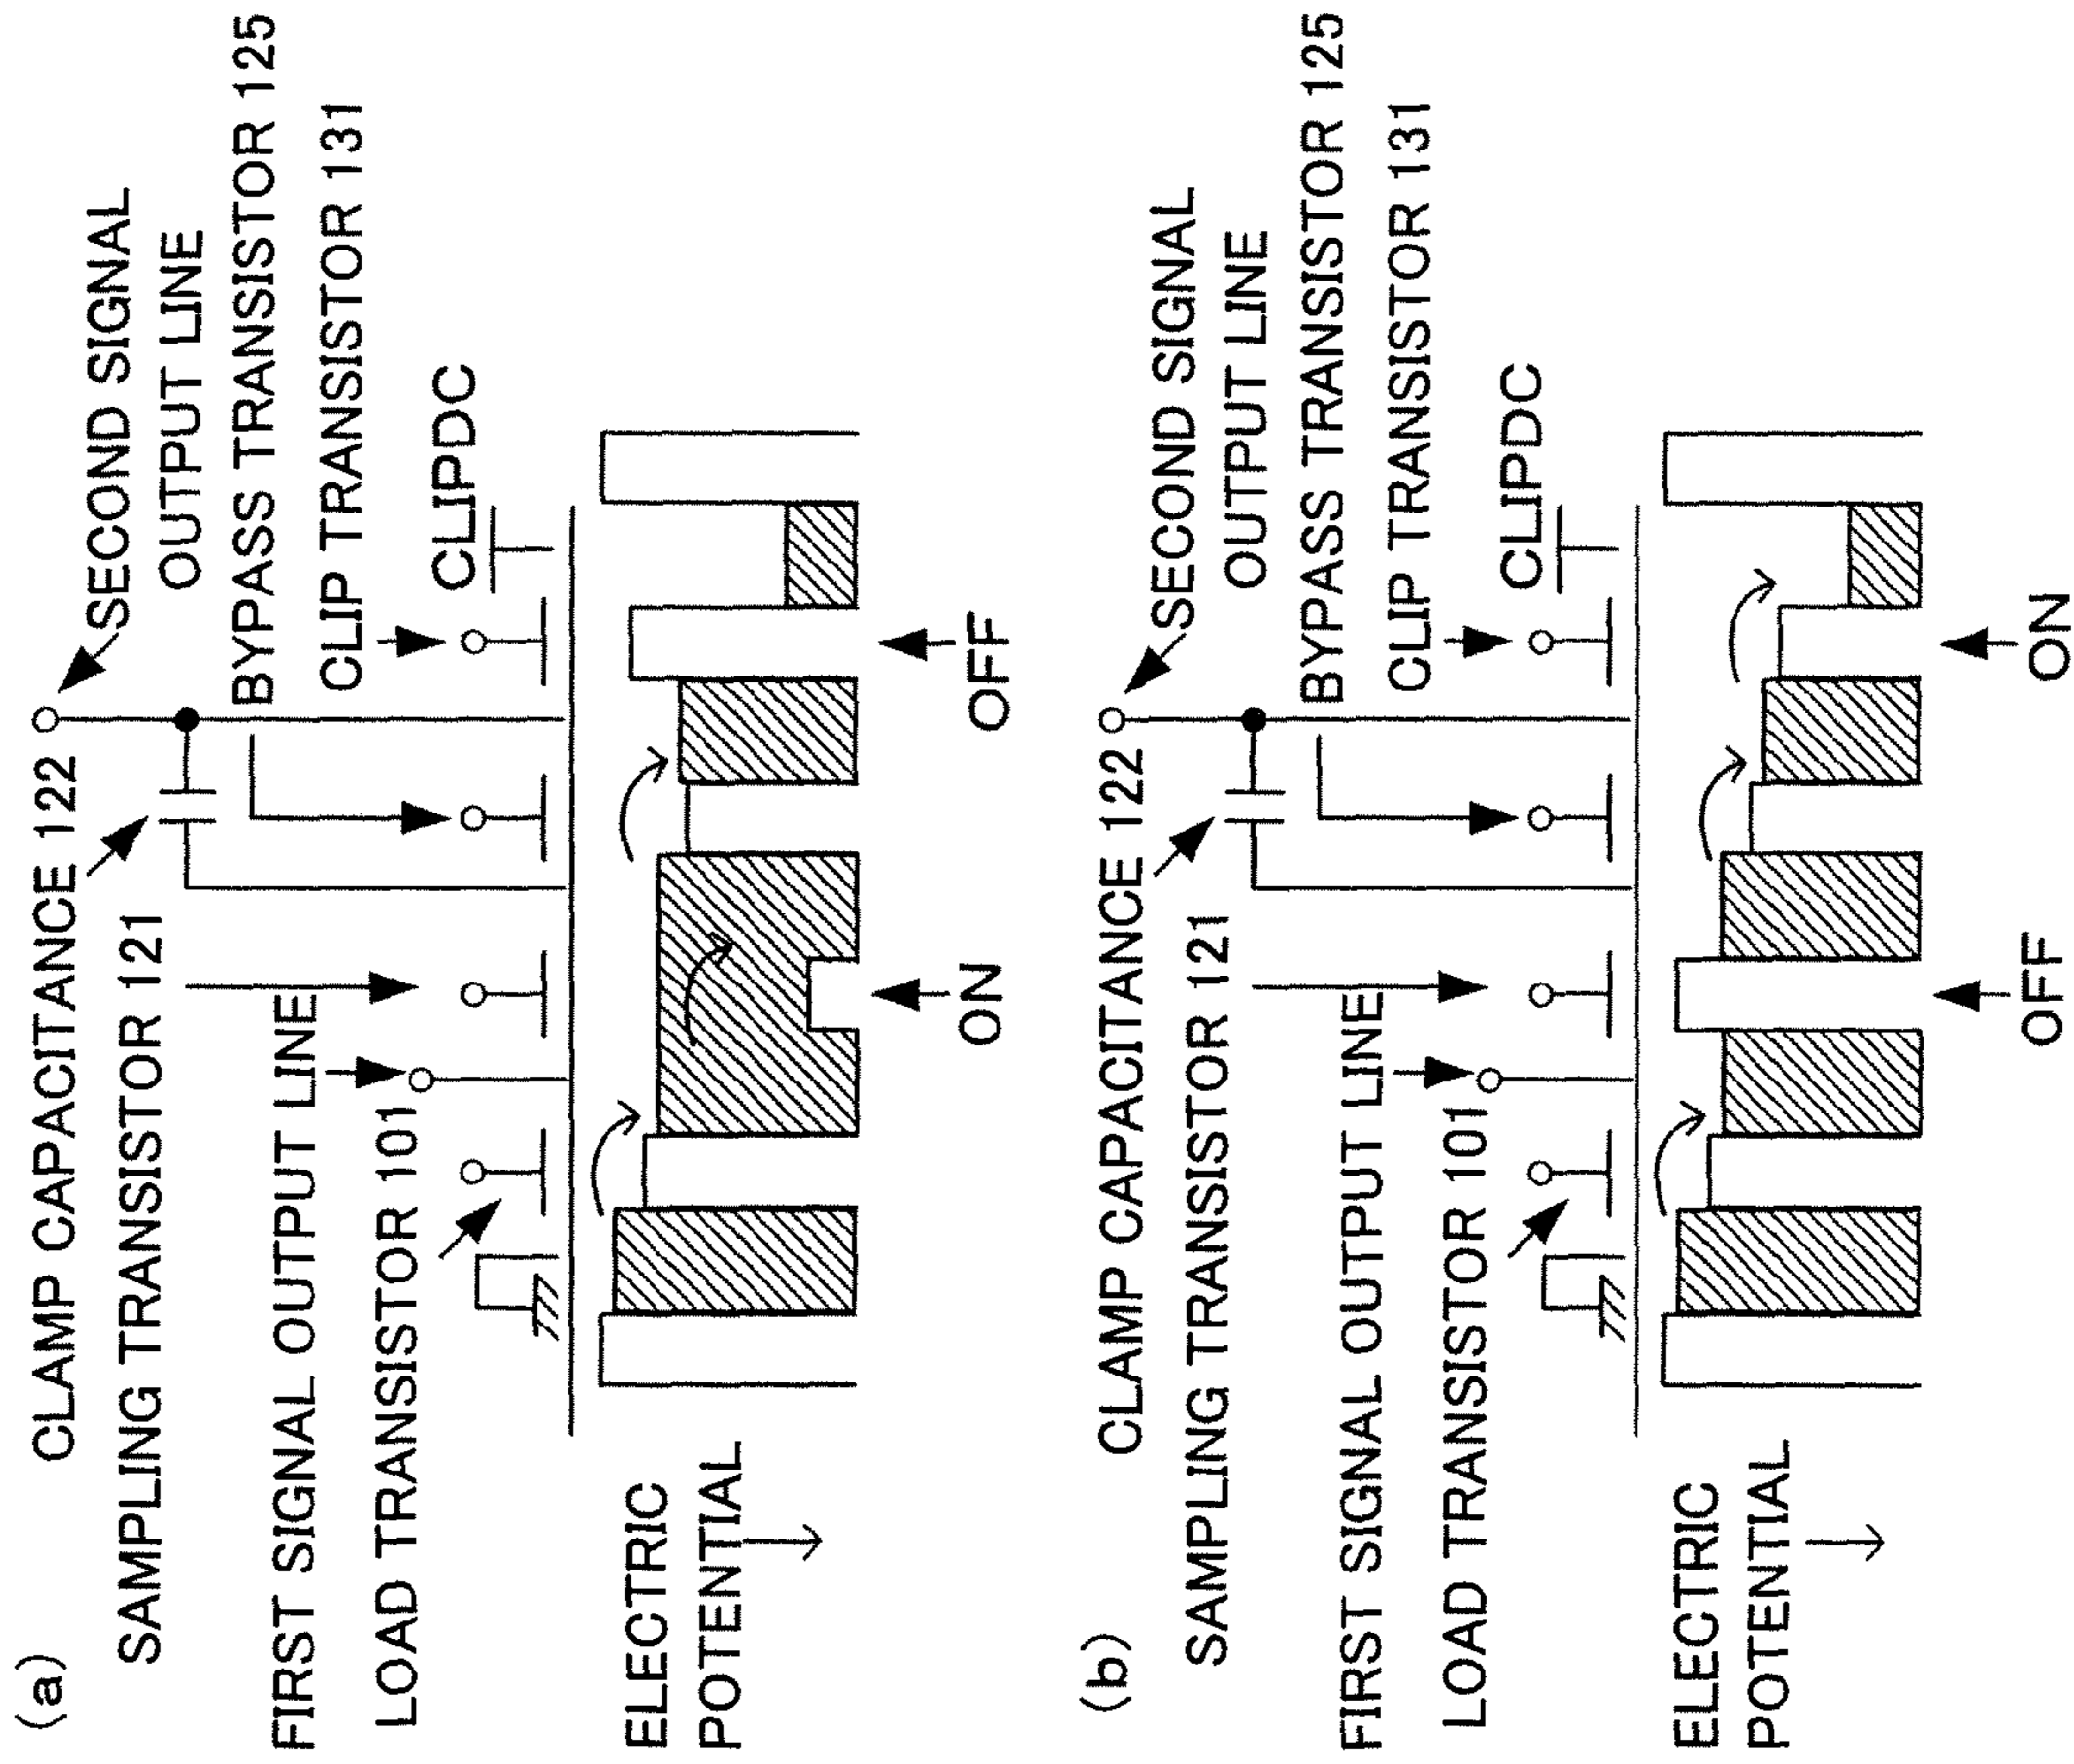 (a)
CLAMP CAPACITANCE 122
SECOND SIGNAL
OUTPUT LINE
SAMPLING TRANSISTOR 121
BYPASS TRANSISTOR 125
FIRST SIGNAL OUTPUT LINE
CLIP TRANSISTOR 131
LOAD TRANSISTOR 101
CLIPDC
ELECTRIC
POTENTIAL
ON
OFF
(b)
CLAMP CAPACITANCE 122
SECOND SIGNAL
OUTPUT LINE
SAMPLING TRANSISTOR 121
BYPASS TRANSISTOR 125
FIRST SIGNAL OUTPUT LINE
CLIP TRANSISTOR 131
LOAD TRANSISTOR 101
CLIPDC
ELECTRIC
POTENTIAL
OFF
ON